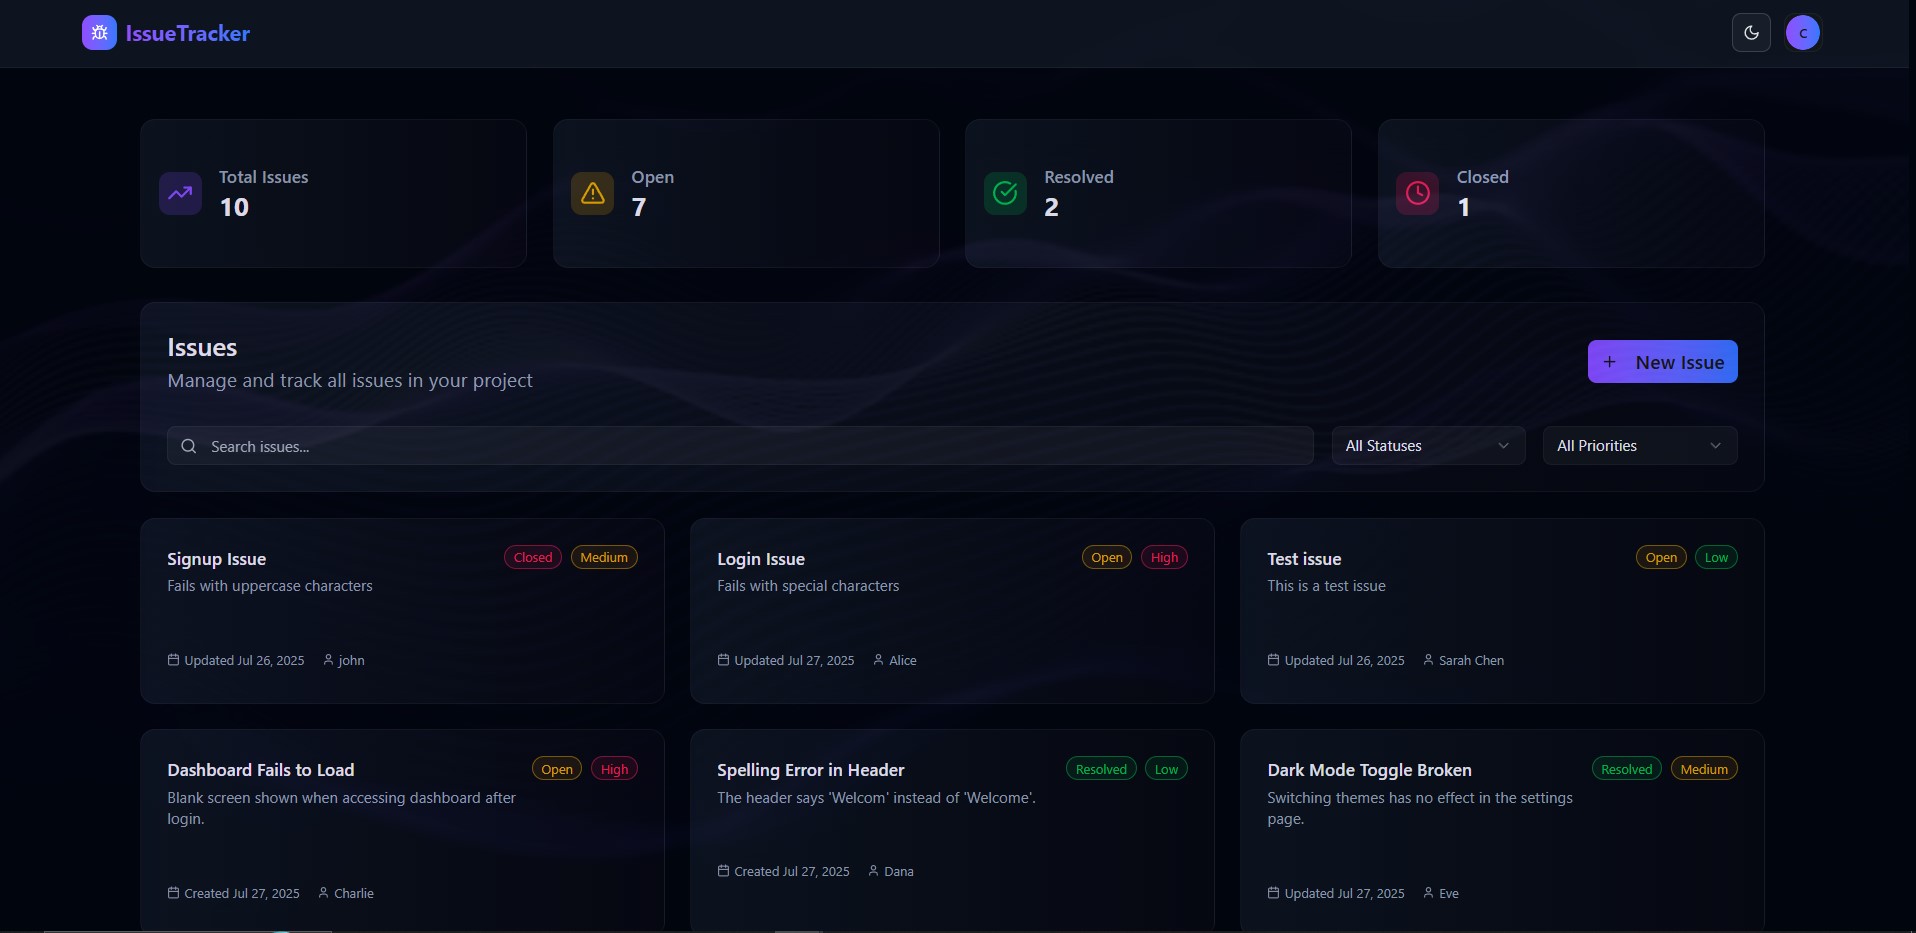 IssueTracker
C
Total Issues
10
Open
7
Resolved
2
Closed
1
Issues
Manage and track all issues in your project
+ New Issue
Search issues...
All Statuses
All Priorities
Signup Issue
Closed
Medium
Fails with uppercase characters
Updated Jul 26, 2025
john
Login Issue
Open
High
Fails with special characters
Updated Jul 27, 2025
Alice
Test issue
Open
Low
This is a test issue
Updated Jul 26, 2025
Sarah Chen
Dashboard Fails to Load
Open
High
Blank screen shown when accessing dashboard after
login.
Created Jul 27, 2025
Charlie
Spelling Error in Header
Resolved
Low
The header says 'Welcom' instead of 'Welcome'.
Created Jul 27, 2025
Dana
Dark Mode Toggle Broken
Resolved
Medium
Switching themes has no effect in the settings
page.
Updated Jul 27, 2025
Eve